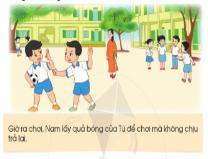 Giờ ra chơi, Nam lấy quả bóng của Tú để chơi mà không chịu
trả lại.